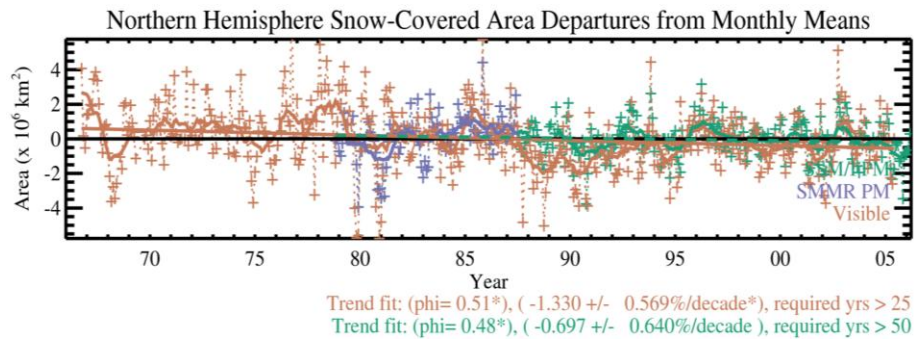 Northern Hemisphere Snow-Covered Area Departures from Monthly Means
Area (x 10⁶ km²)
4
2
0
-2
-4
SSM/I PM
SMMR PM
Visible
70 75 80 85 90 95 00 05
Year
Trend fit: (phi= 0.51*), ( -1.330 +/- 0.569%/decade*), required yrs > 25
Trend fit: (phi= 0.48*), ( -0.697 +/- 0.640%/decade ), required yrs > 50